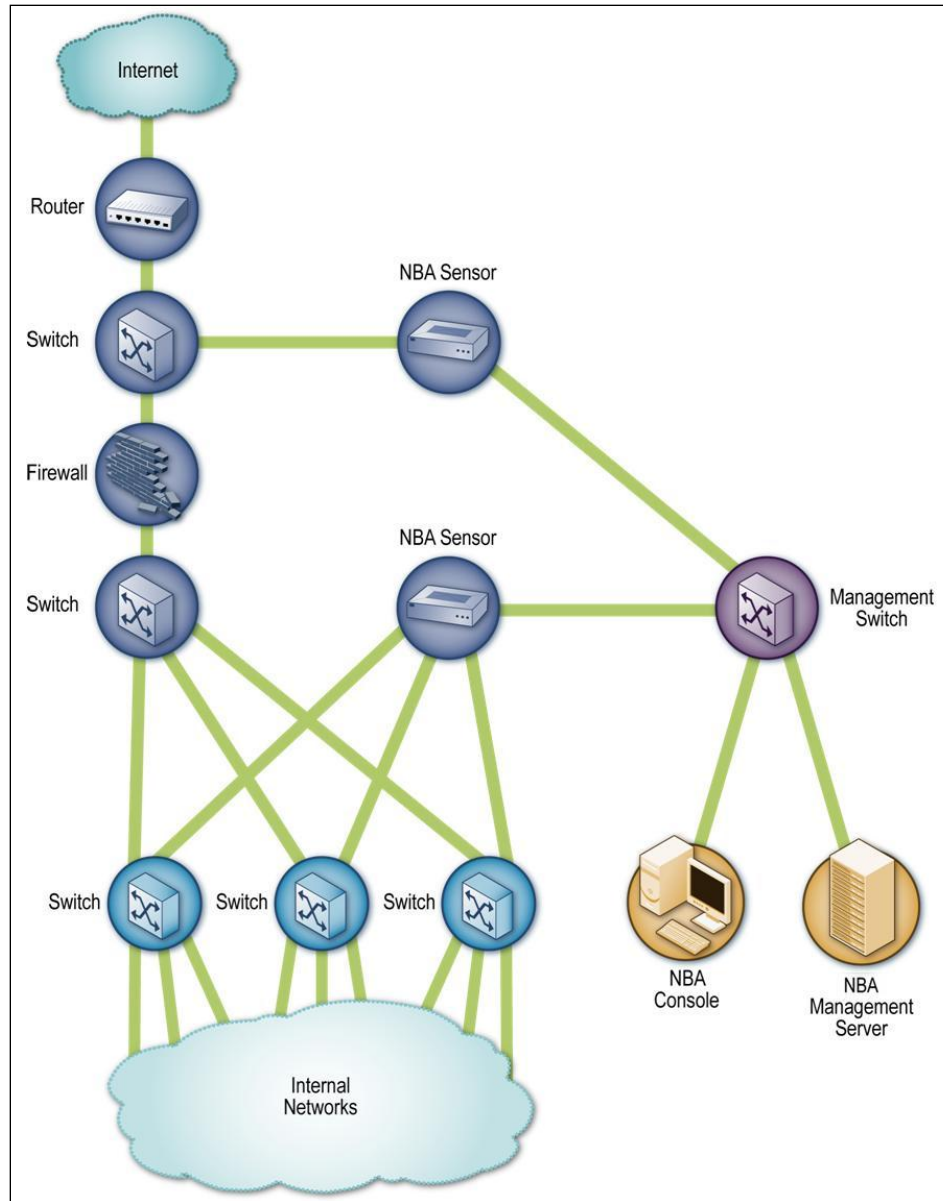 Internet
Router
NBA Sensor
Switch
Firewall
NBA Sensor
Switch
Management
Switch
Switch
Switch
Switch
NBA
Console
NBA
Management
Server
Internal
Networks